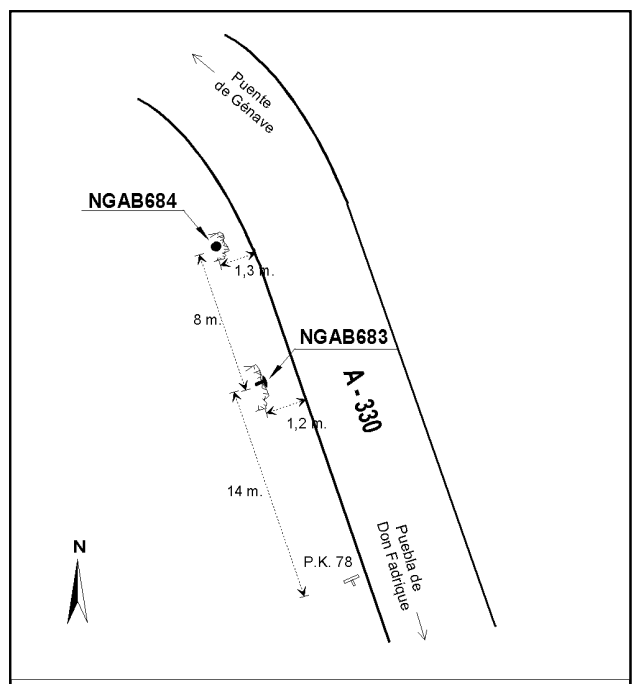 Puente
de Génave
NGAB684
1,3 m.
8 m.
NGAB683
A - 330
1,2 m.
14 m.
Puebla de
Don Fadrique
P.K. 78
N